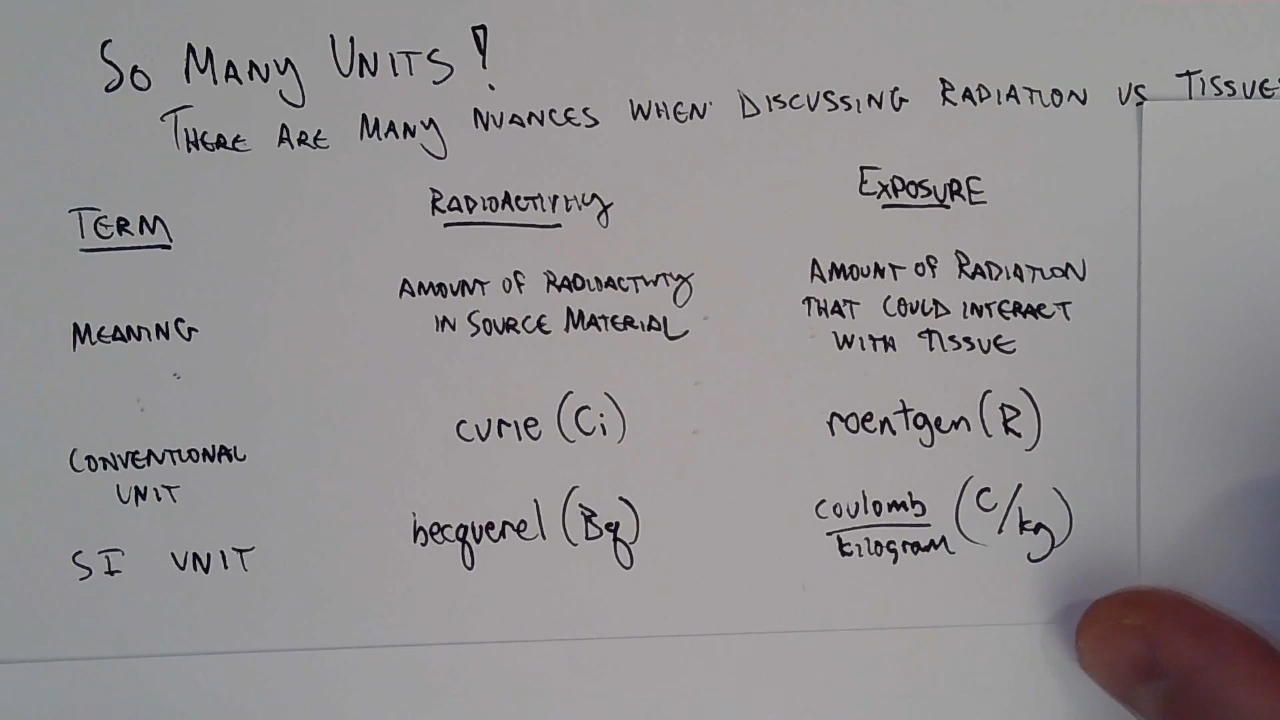 SO MANY UNITS!
THERE ARE MANY NUANCES WHEN DISCUSSING RADIATION VS TISSUE
TERM
RADIOACTIVITY
EXPOSURE
MEANING
AMOUNT OF RADIOACTIVITY
IN SOURCE MATERIAL
AMOUNT OF RADIATION
THAT COULD INTERACT
WITH TISSUE
CONVENTIONAL
UNIT
curie (Ci)
roentgen (R)
SI UNIT
becquerel (Bq)
coulomb
kilogram
(C/kg)